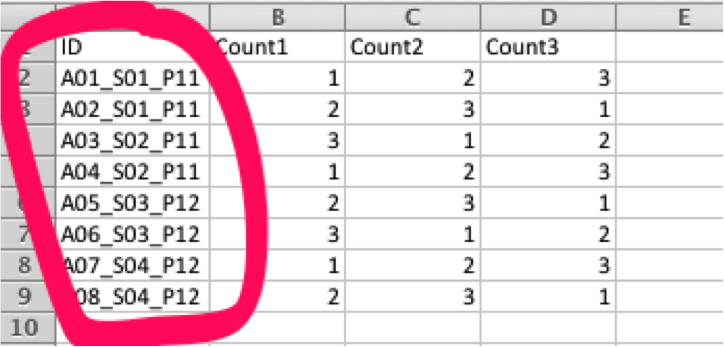 B C D E
ID Count1 Count2 Count3
2 A01_S01_P11 1 2 3
3 A02_S01_P11 2 3 1
A03_S02_P11 3 1 2
A04_S02_P11 1 2 3
6 A05_S03_P12 2 3 1
7 A06_S03_P12 3 1 2
8 A07_S04_P12 1 2 3
9 A08_S04_P12 2 3 1
10